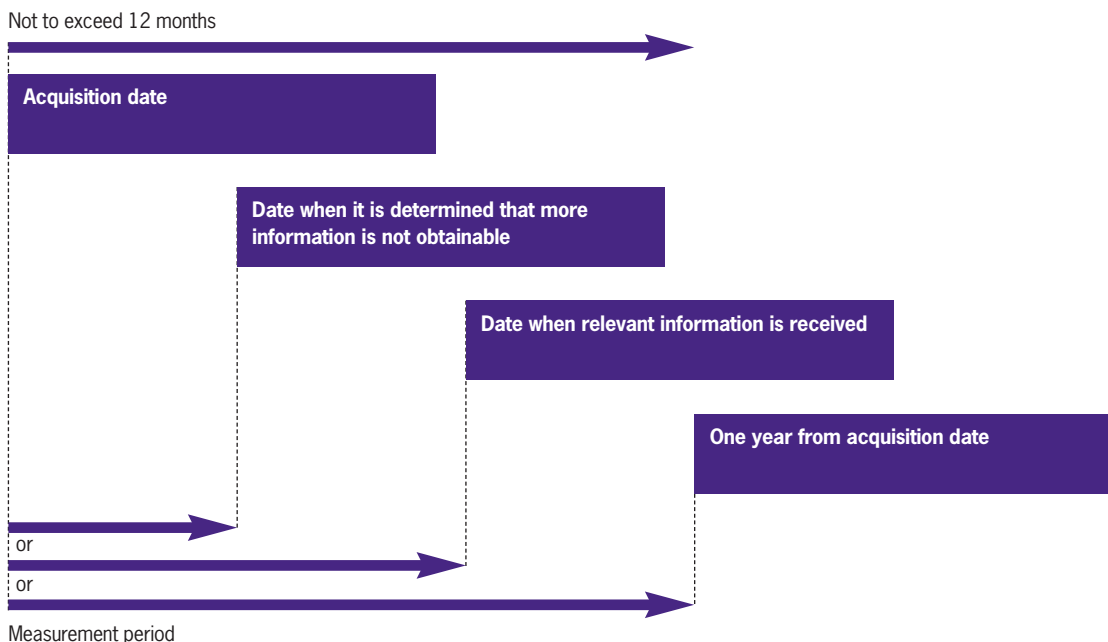 Not to exceed 12 months
Acquisition date
Date when it is determined that more
information is not obtainable
Date when relevant information is received
One year from acquisition date
or
or
Measurement period